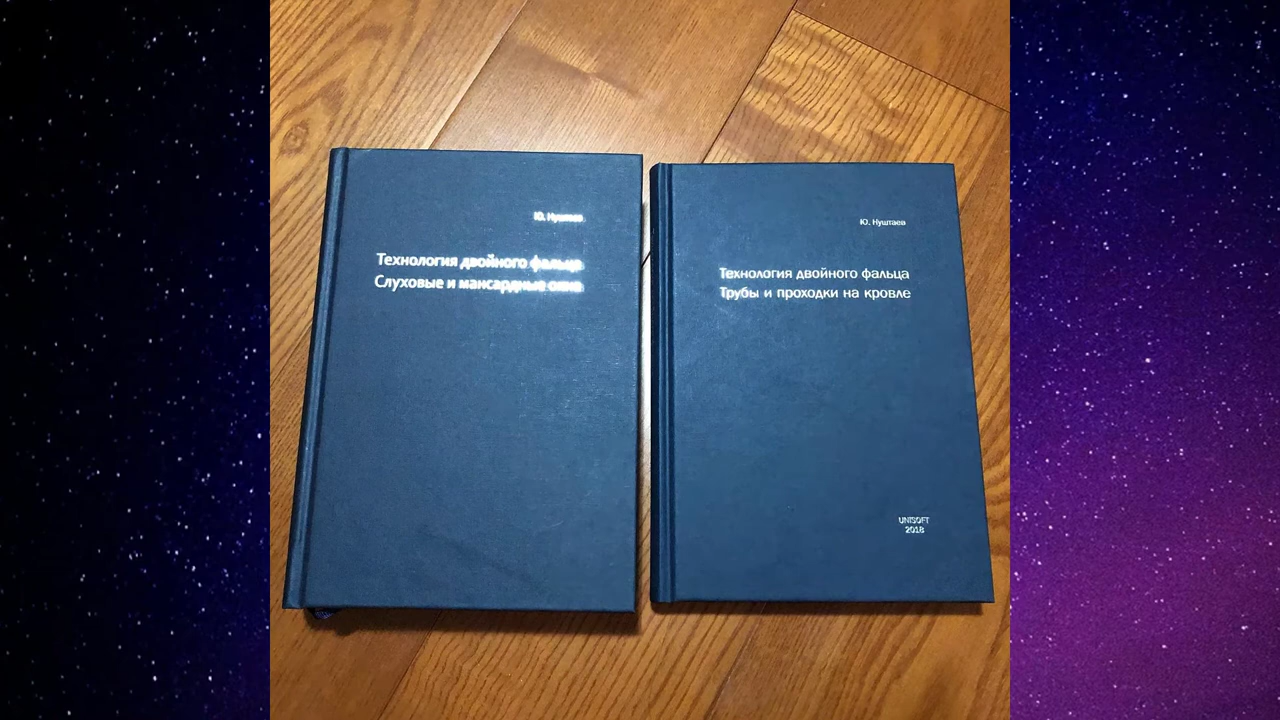 Ю. Нуштаев
Технология двойного фальца
Слуховые и мансардные окна
Ю. Нуштаев
Технология двойного фальца
Трубы и проходки на кровле
UNISOFT
2018